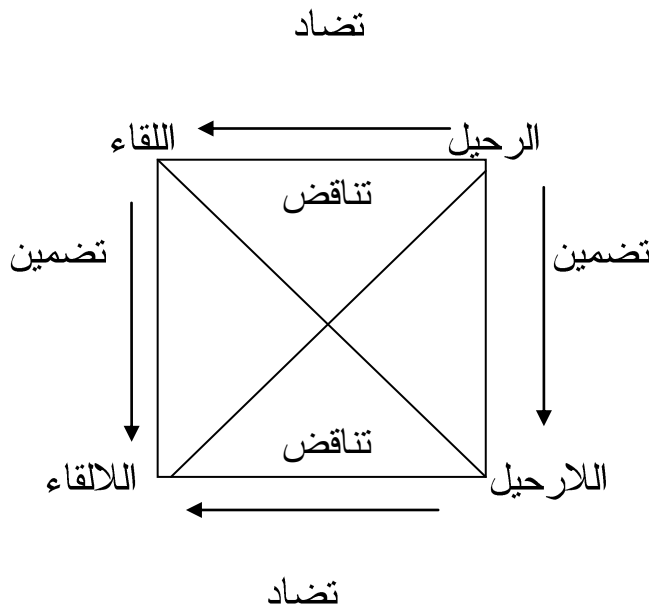 تضاد
الرحيل
اللقاء
تناقض
تضمين
تضمين
تناقض
اللارحيل
اللالقاء
تضاد